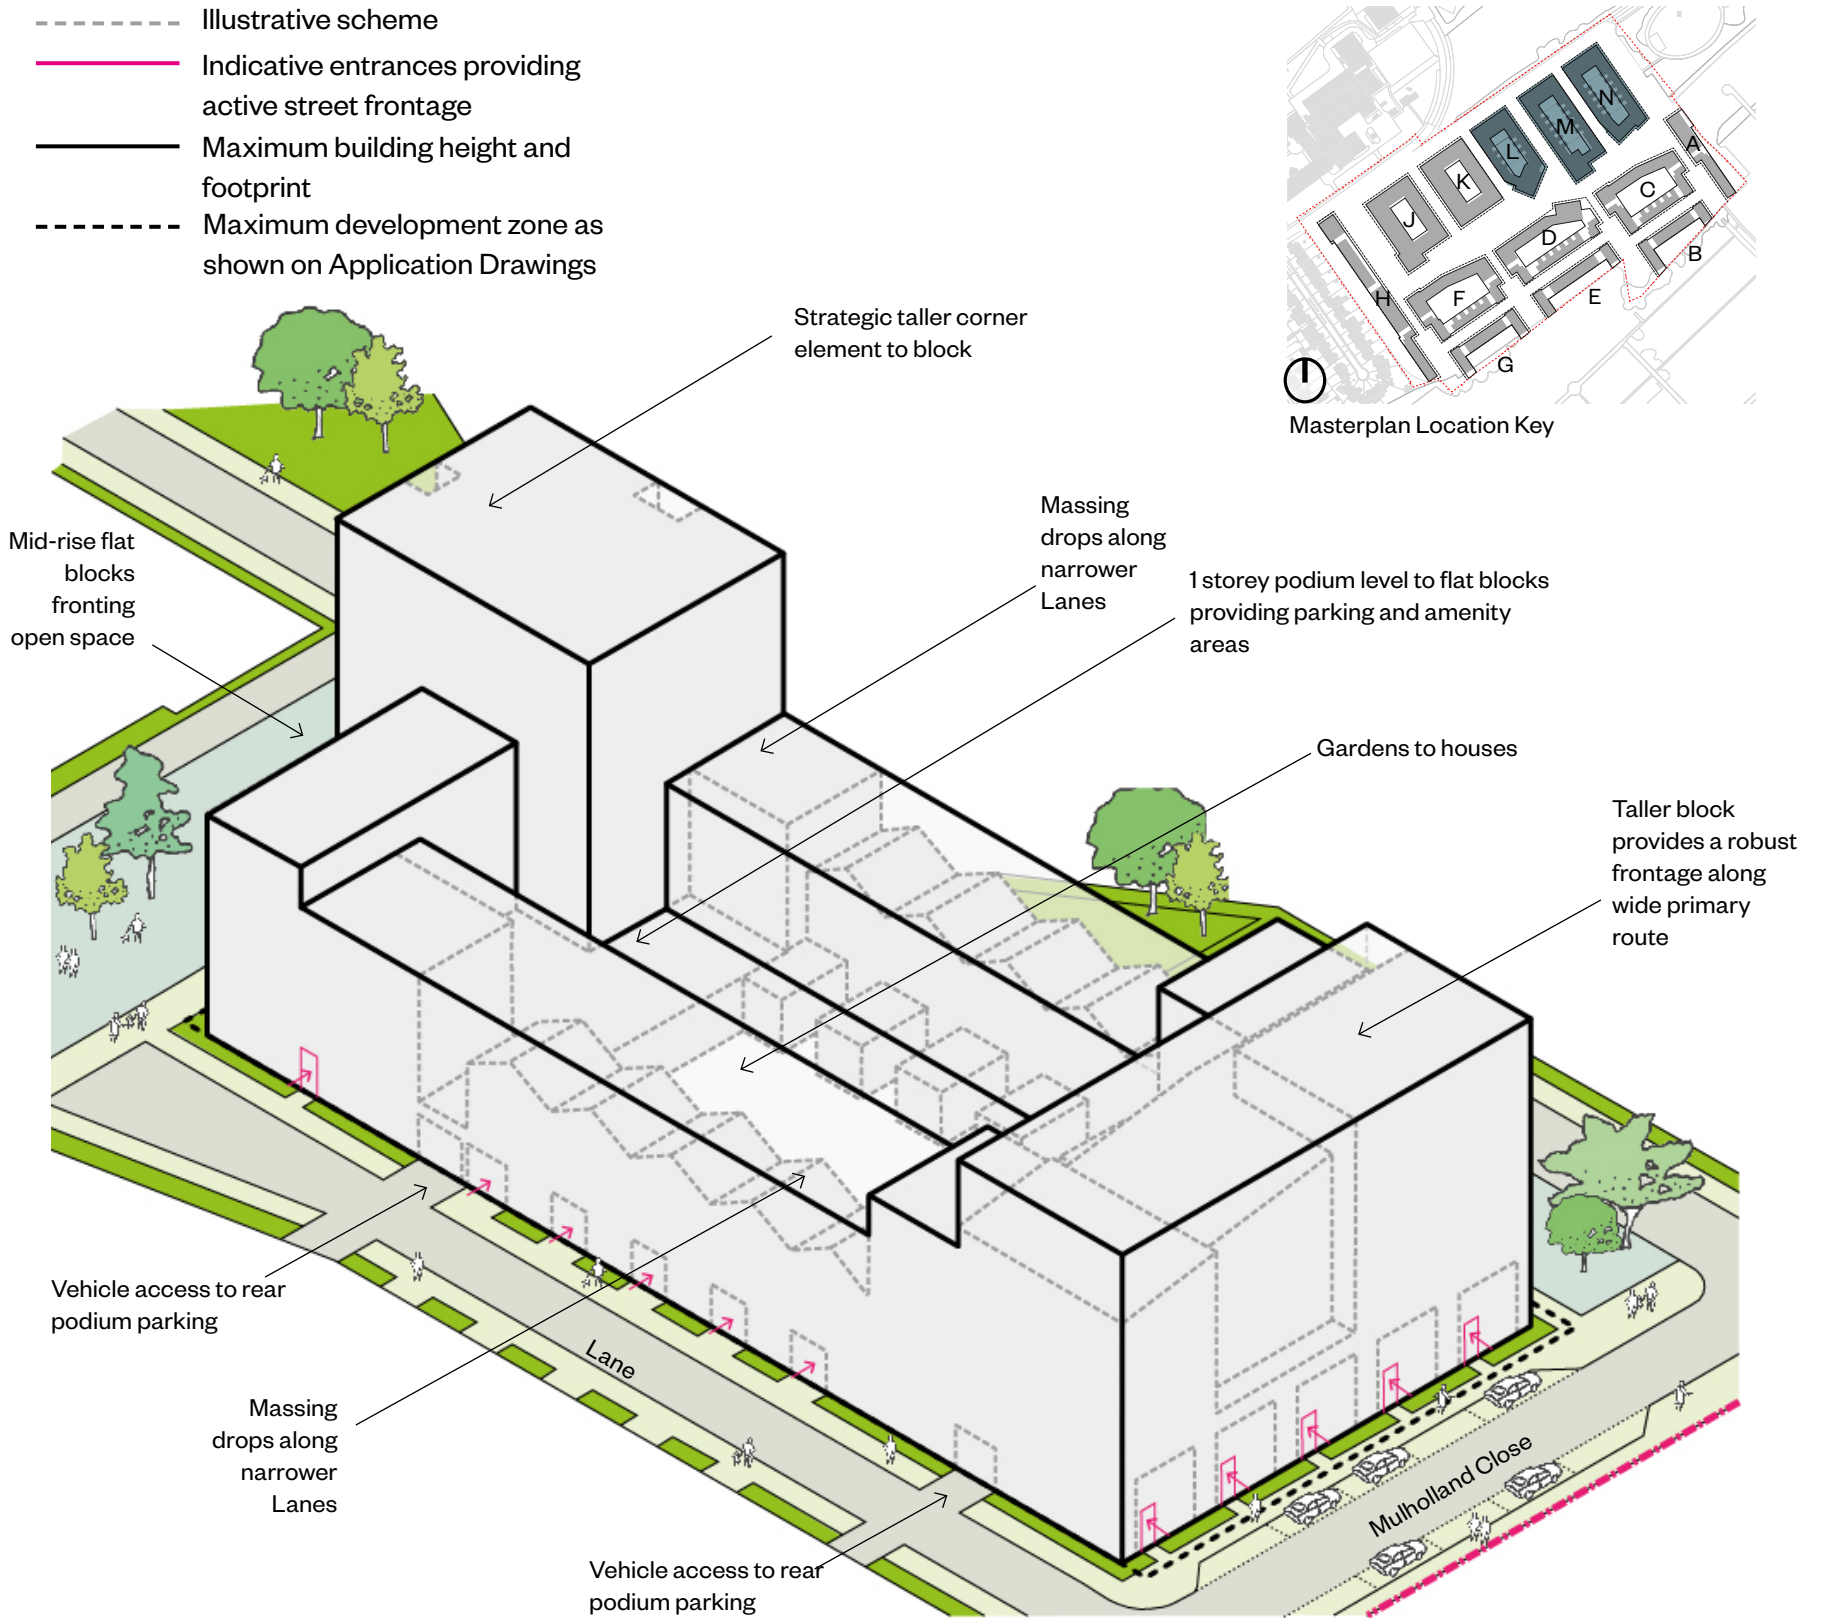 Illustrative scheme
Indicative entrances providing
active street frontage
Maximum building height and
footprint
Maximum development zone as
shown on Application Drawings
N
M
L
K
J
A
C
D
B
H
F
E
G
Masterplan Location Key
Strategic taller corner
element to block
Mid-rise flat
blocks
fronting
open space
Massing
drops along
narrower
Lanes
1 storey podium level to flat blocks
providing parking and amenity
areas
Gardens to houses
Taller block
provides a robust
frontage along
wide primary
route
Vehicle access to rear
podium parking
Lane
Massing
drops along
narrower
Lanes
Mulholland Close
Vehicle access to rear
podium parking